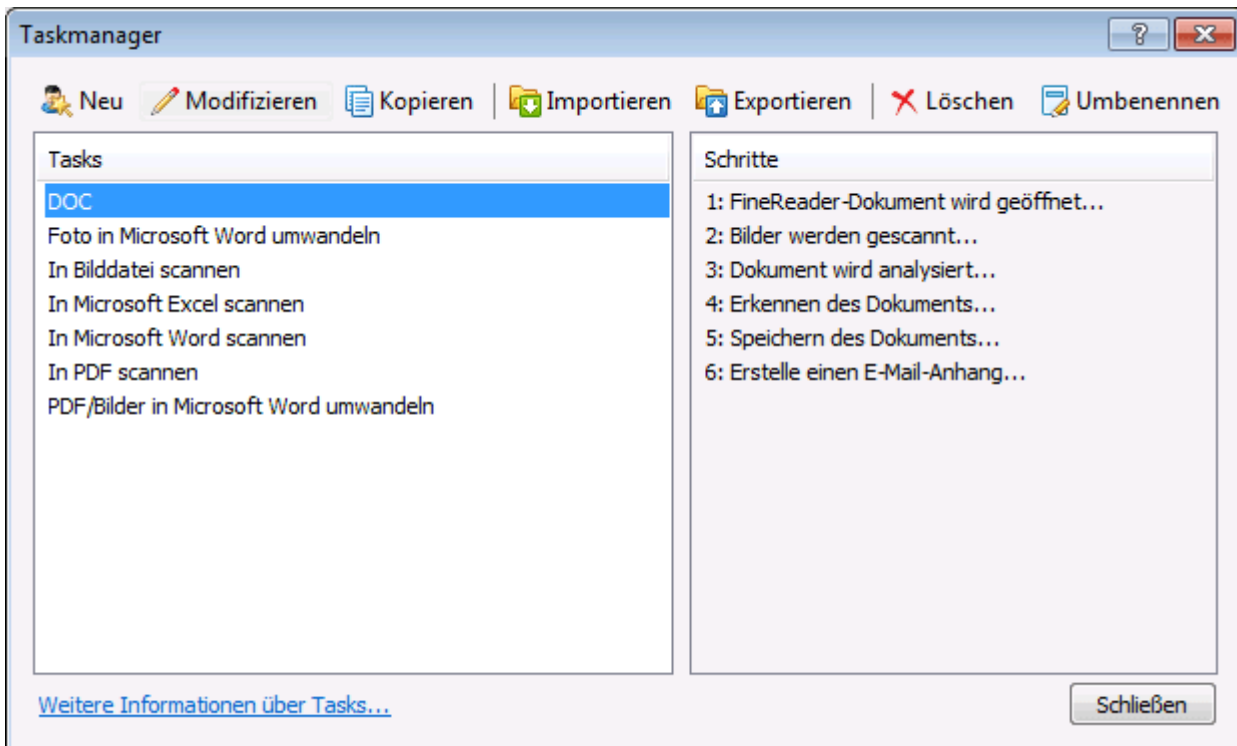 Taskmanager
Neu Modifizieren Kopieren Importieren Exportieren Löschen Umbenennen
Tasks
DOC
Foto in Microsoft Word umwandeln
In Bilddatei scannen
In Microsoft Excel scannen
In Microsoft Word scannen
In PDF scannen
PDF/Bilder in Microsoft Word umwandeln
Schritte
1: FineReader-Dokument wird geöffnet...
2: Bilder werden gescannt...
3: Dokument wird analysiert...
4: Erkennen des Dokuments...
5: Speichern des Dokuments...
6: Erstelle einen E-Mail-Anhang...
Weitere Informationen über Tasks...
Schließen